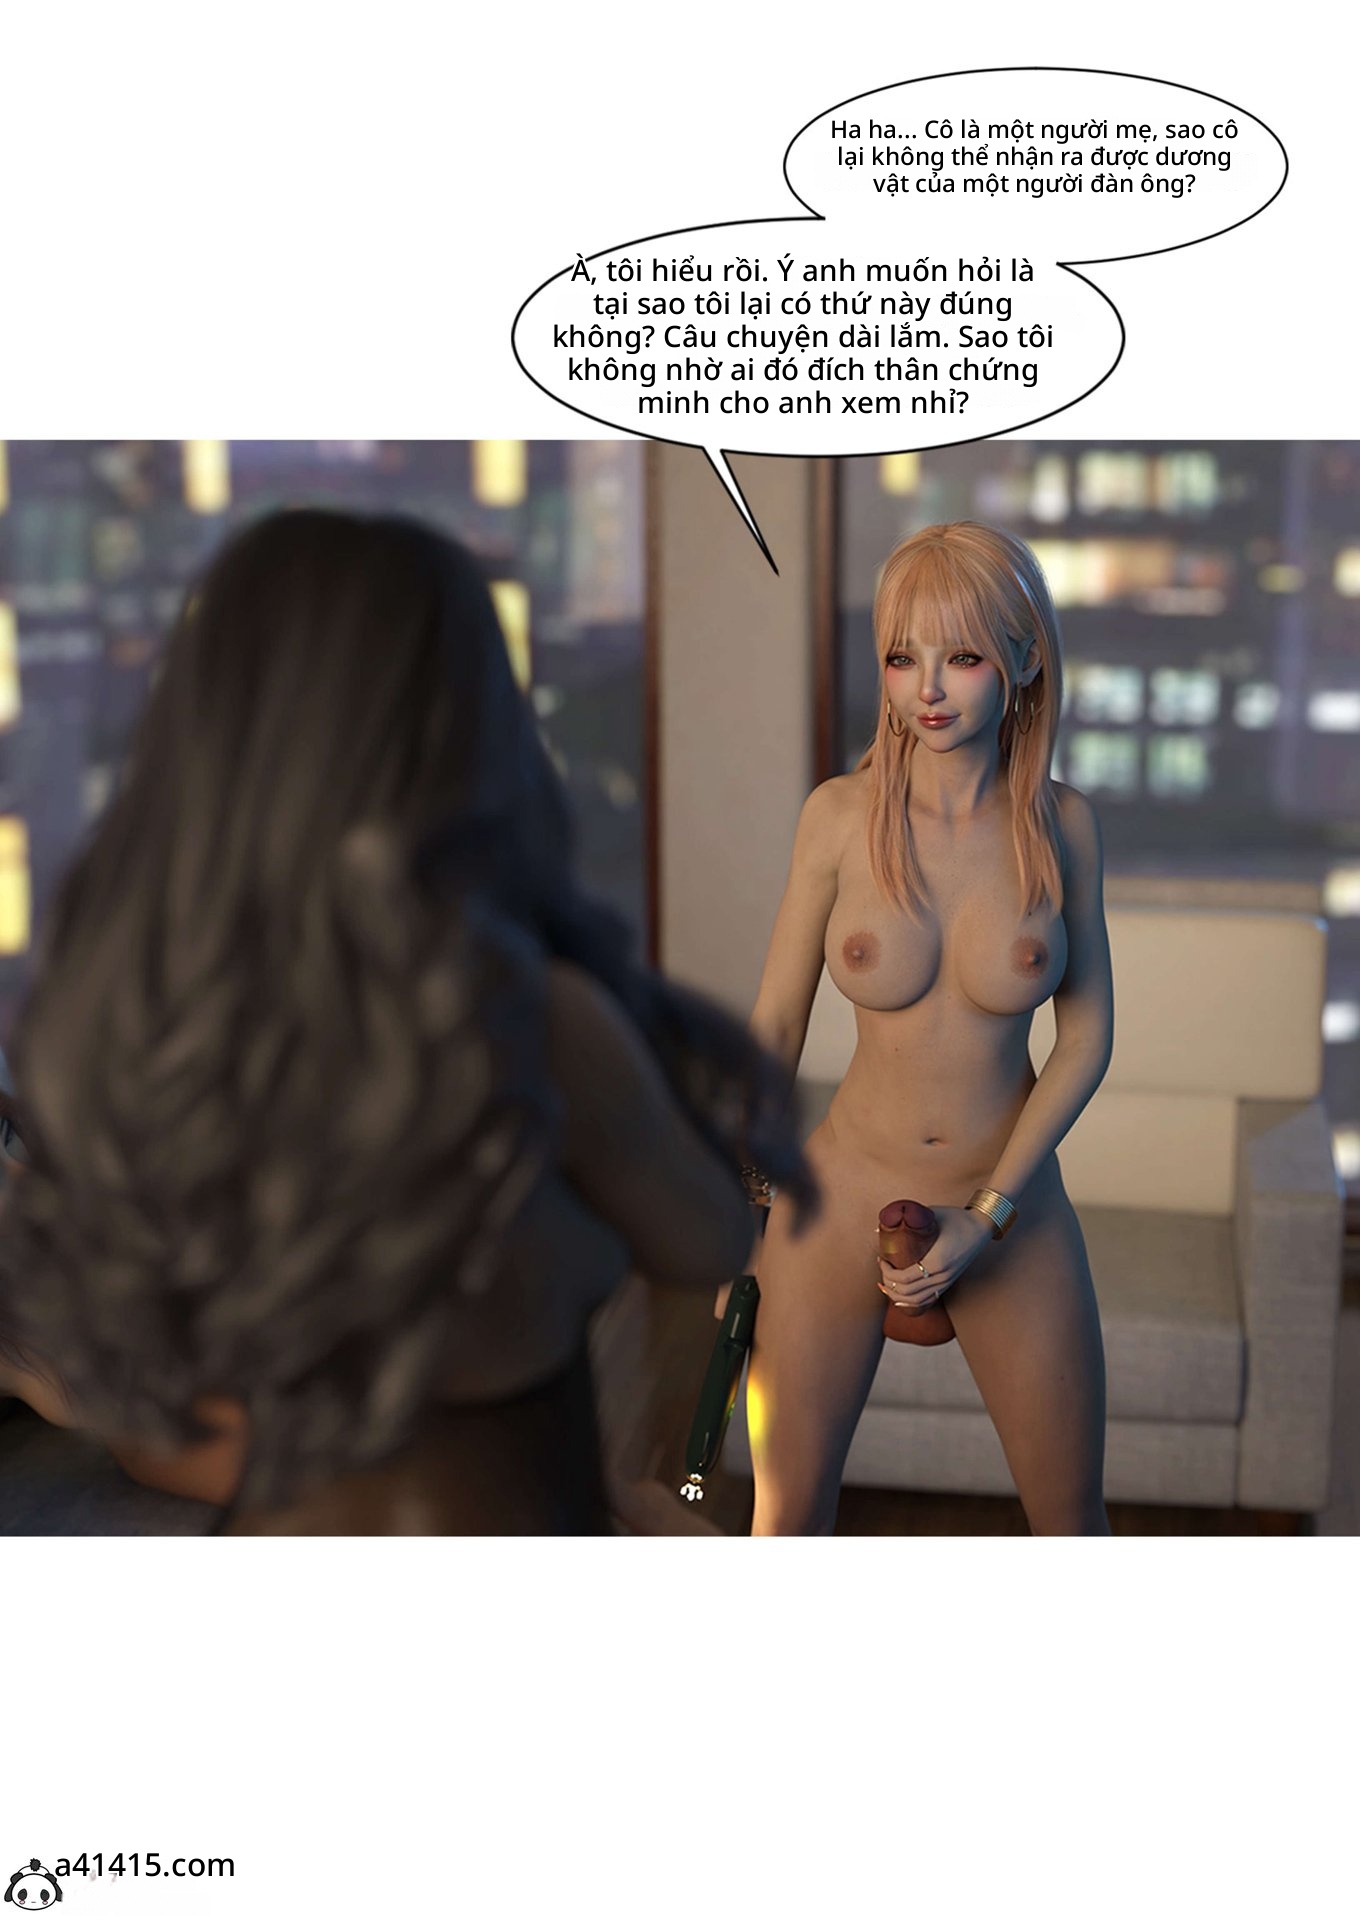 Ha ha... Cô là một người mẹ, sao cô
lại không thể nhận ra được dương
vật của một người đàn ông?
À, tôi hiểu rồi. Ý anh muốn hỏi là
tại sao tôi lại có thứ này đúng
không? Câu chuyện dài lắm. Sao tôi
không nhờ ai đó đích thân chứng
minh cho anh xem nhỉ?
a41415.com